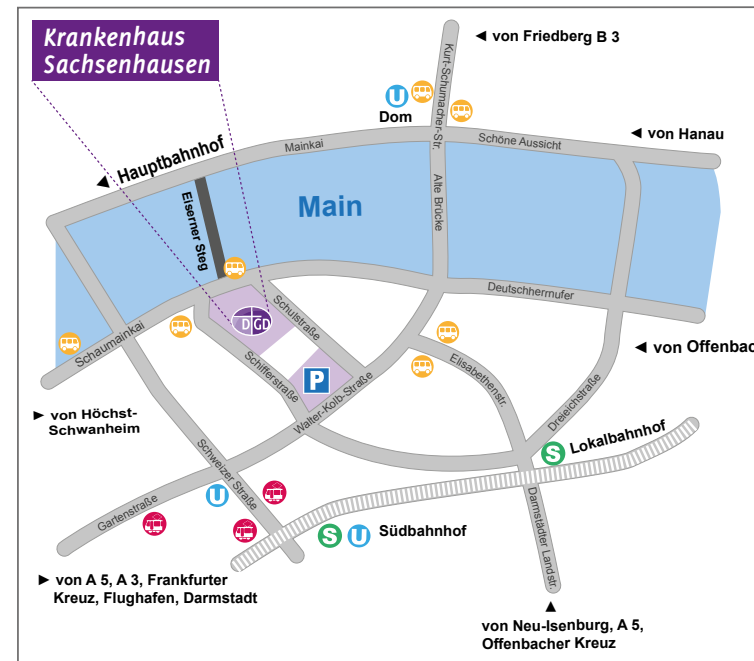 Krankenhaus
Sachsenhausen
◄ von Friedberg B 3
Kurt-Schumacher-Str.
U
Dom
◄ von Hanau
Schöne Aussicht
Mainkai
◄ Hauptbahnhof
Eiserner Steg
Main
Alte Brücke
Deutschherrnufer
Schaumainkai
D GD
Schulstraße
◄ von Offenbac
Schifferstraße
P
Elisabethenstr.
Walter-Kolb-Straße
Dreieichstraße
► von Höchst-
Schwanheim
S
Lokalbahnhof
Schweizer Straße
U
Gartenstraße
S U
Südbahnhof
Darmstädter Landstr.
► von A 5, A 3, Frankfurter
Kreuz, Flughafen, Darmstadt
▲
von Neu-Isenburg, A 5,
Offenbacher Kreuz